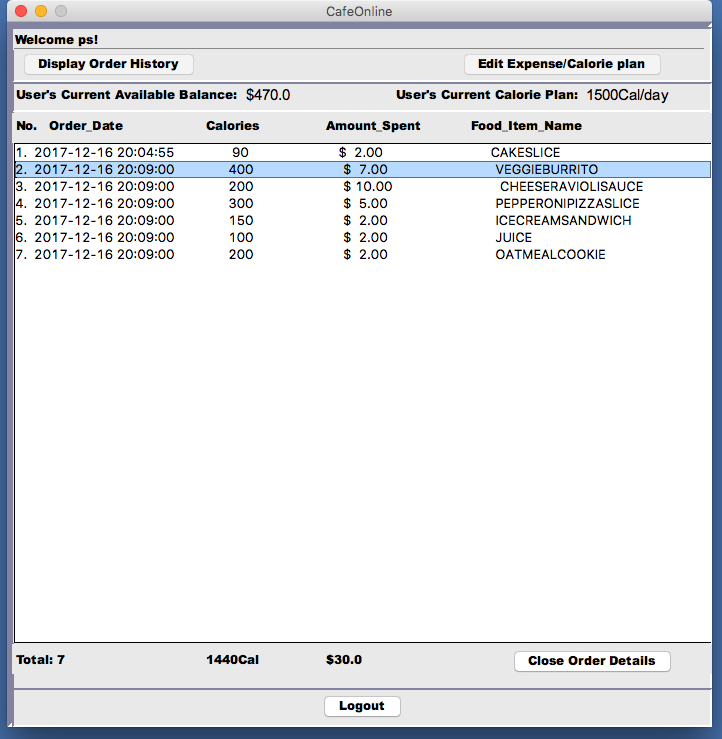 CafeOnline
Welcome ps!
Display Order History Edit Expense/Calorie plan
User's Current Available Balance: $470.0 User's Current Calorie Plan: 1500Cal/day
No. Order_Date Calories Amount_Spent Food_Item_Name
1. 2017-12-16 20:04:55 90 $ 2.00 CAKESLICE
2. 2017-12-16 20:09:00 400 $ 7.00 VEGGIEBURRITO
3. 2017-12-16 20:09:00 200 $ 10.00 CHEESERAVIOLISAUCE
4. 2017-12-16 20:09:00 300 $ 5.00 PEPPERONIPIZZASLICE
5. 2017-12-16 20:09:00 150 $ 2.00 ICECREAMSANDWICH
6. 2017-12-16 20:09:00 100 $ 2.00 JUICE
7. 2017-12-16 20:09:00 200 $ 2.00 OATMEALCOOKIE
Total: 7 1440Cal $30.0 Close Order Details
Logout